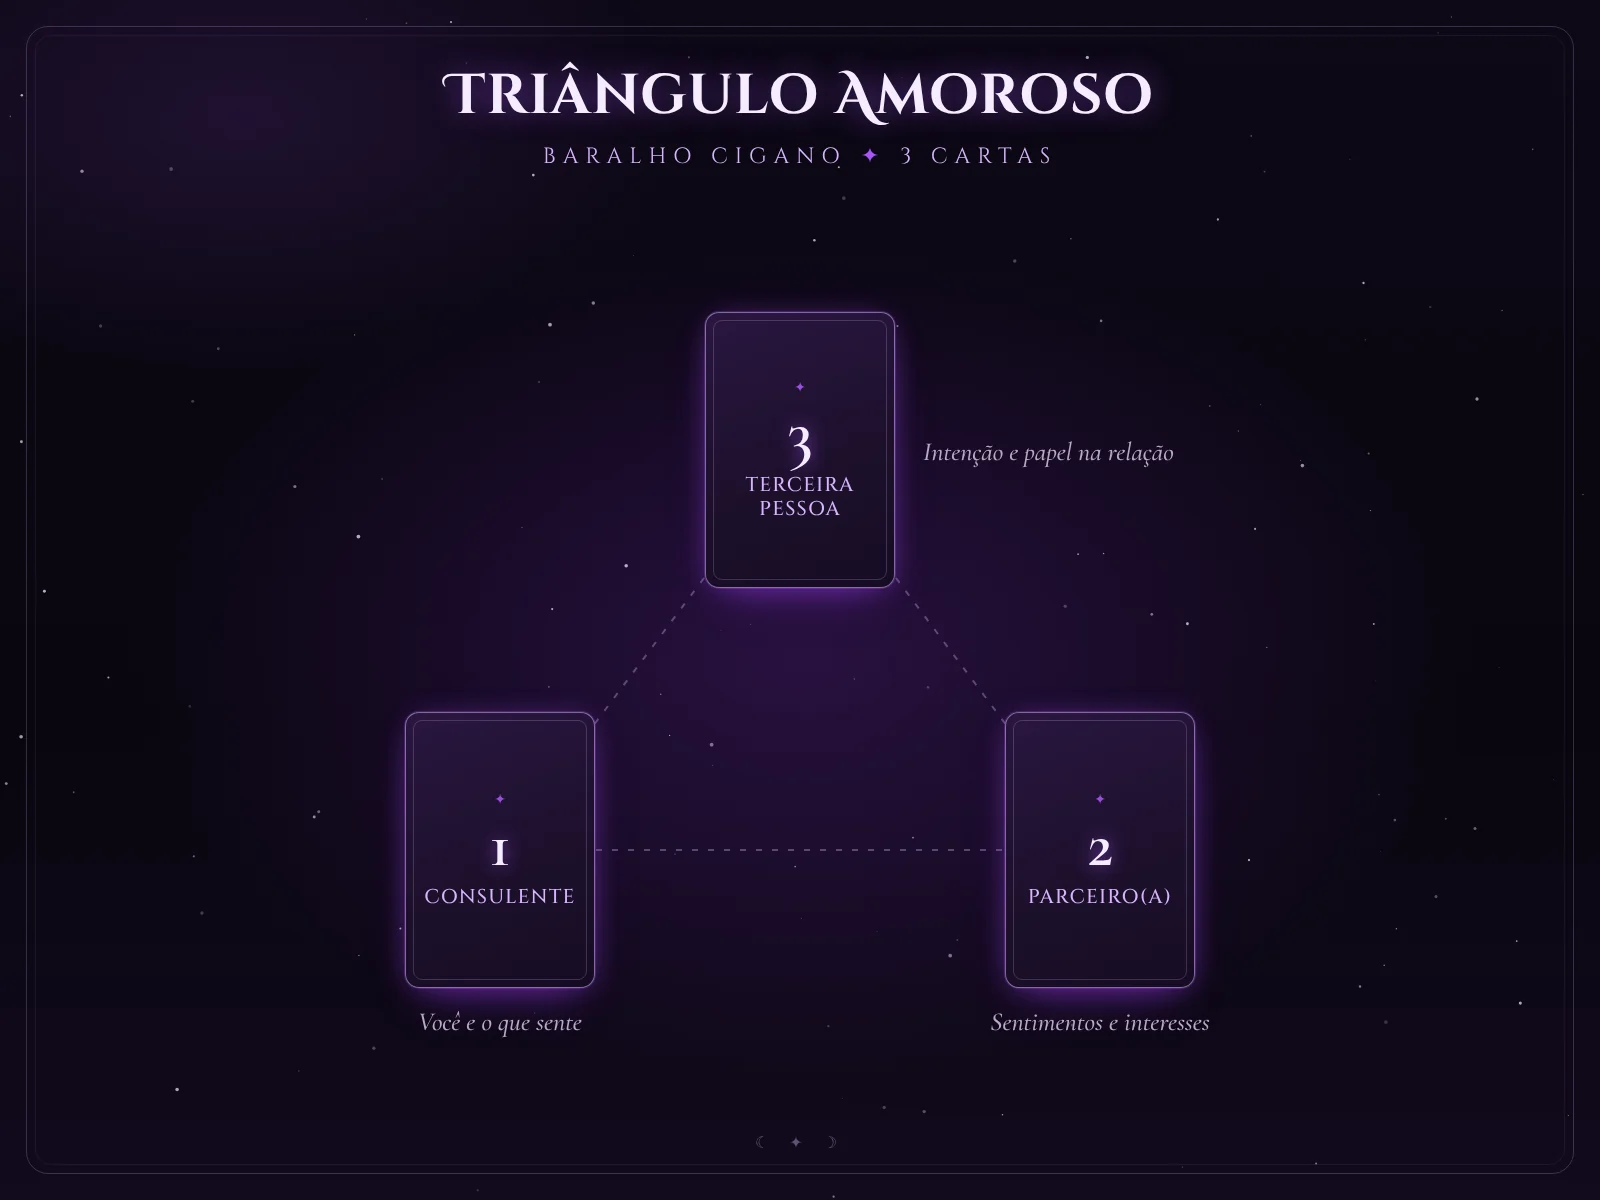 TRIÂNGULO AMOROSO
BARALHO CIGANO ✦ 3 CARTAS
3
TERCEIRA
PESSOA
Intenção e papel na relação
1
CONSULENTE
Você e o que sente
2
PARCEIRO(A)
Sentimentos e interesses